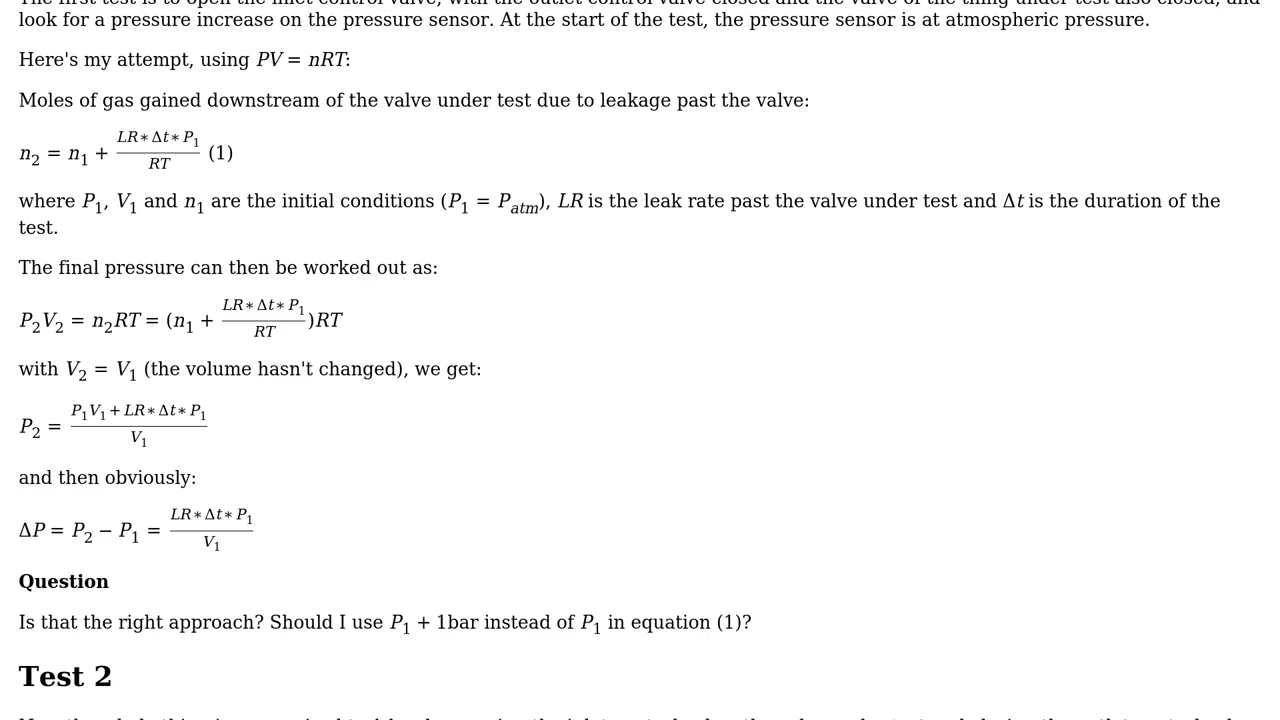 look for a pressure increase on the pressure sensor. At the start of the test, the pressure sensor is at atmospheric pressure.
Here's my attempt, using PV = nRT:
Moles of gas gained downstream of the valve under test due to leakage past the valve:
n₂ = n₁ + (LR∗Δt∗P₁)/(RT) (1)
where P₁, V₁ and n₁ are the initial conditions (P₁ = Pₐₜₘ), LR is the leak rate past the valve under test and Δt is the duration of the
test.
The final pressure can then be worked out as:
P₂V₂ = n₂RT = (n₁ + (LR∗Δt∗P₁)/(RT))RT
with V₂ = V₁ (the volume hasn't changed), we get:
P₂ = (P₁V₁+LR∗Δt∗P₁)/(V₁)
and then obviously:
ΔP = P₂ − P₁ = (LR∗Δt∗P₁)/(V₁)
Question
Is that the right approach? Should I use P₁ + 1bar instead of P₁ in equation (1)?
Test 2